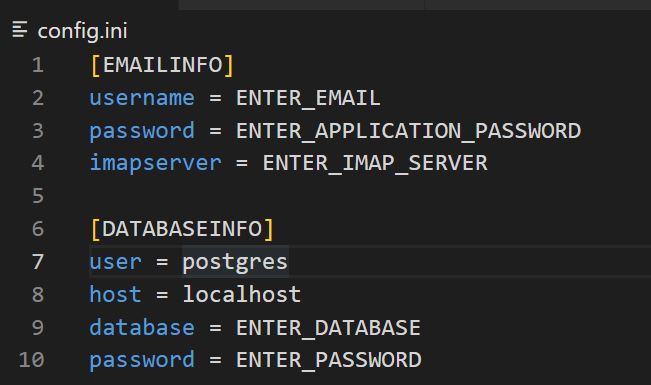 config.ini
1 [EMAILINFO]
2 username = ENTER_EMAIL
3 password = ENTER_APPLICATION_PASSWORD
4 imapserver = ENTER_IMAP_SERVER
5
6 [DATABASEINFO]
7 user = postgres
8 host = localhost
9 database = ENTER_DATABASE
10 password = ENTER_PASSWORD